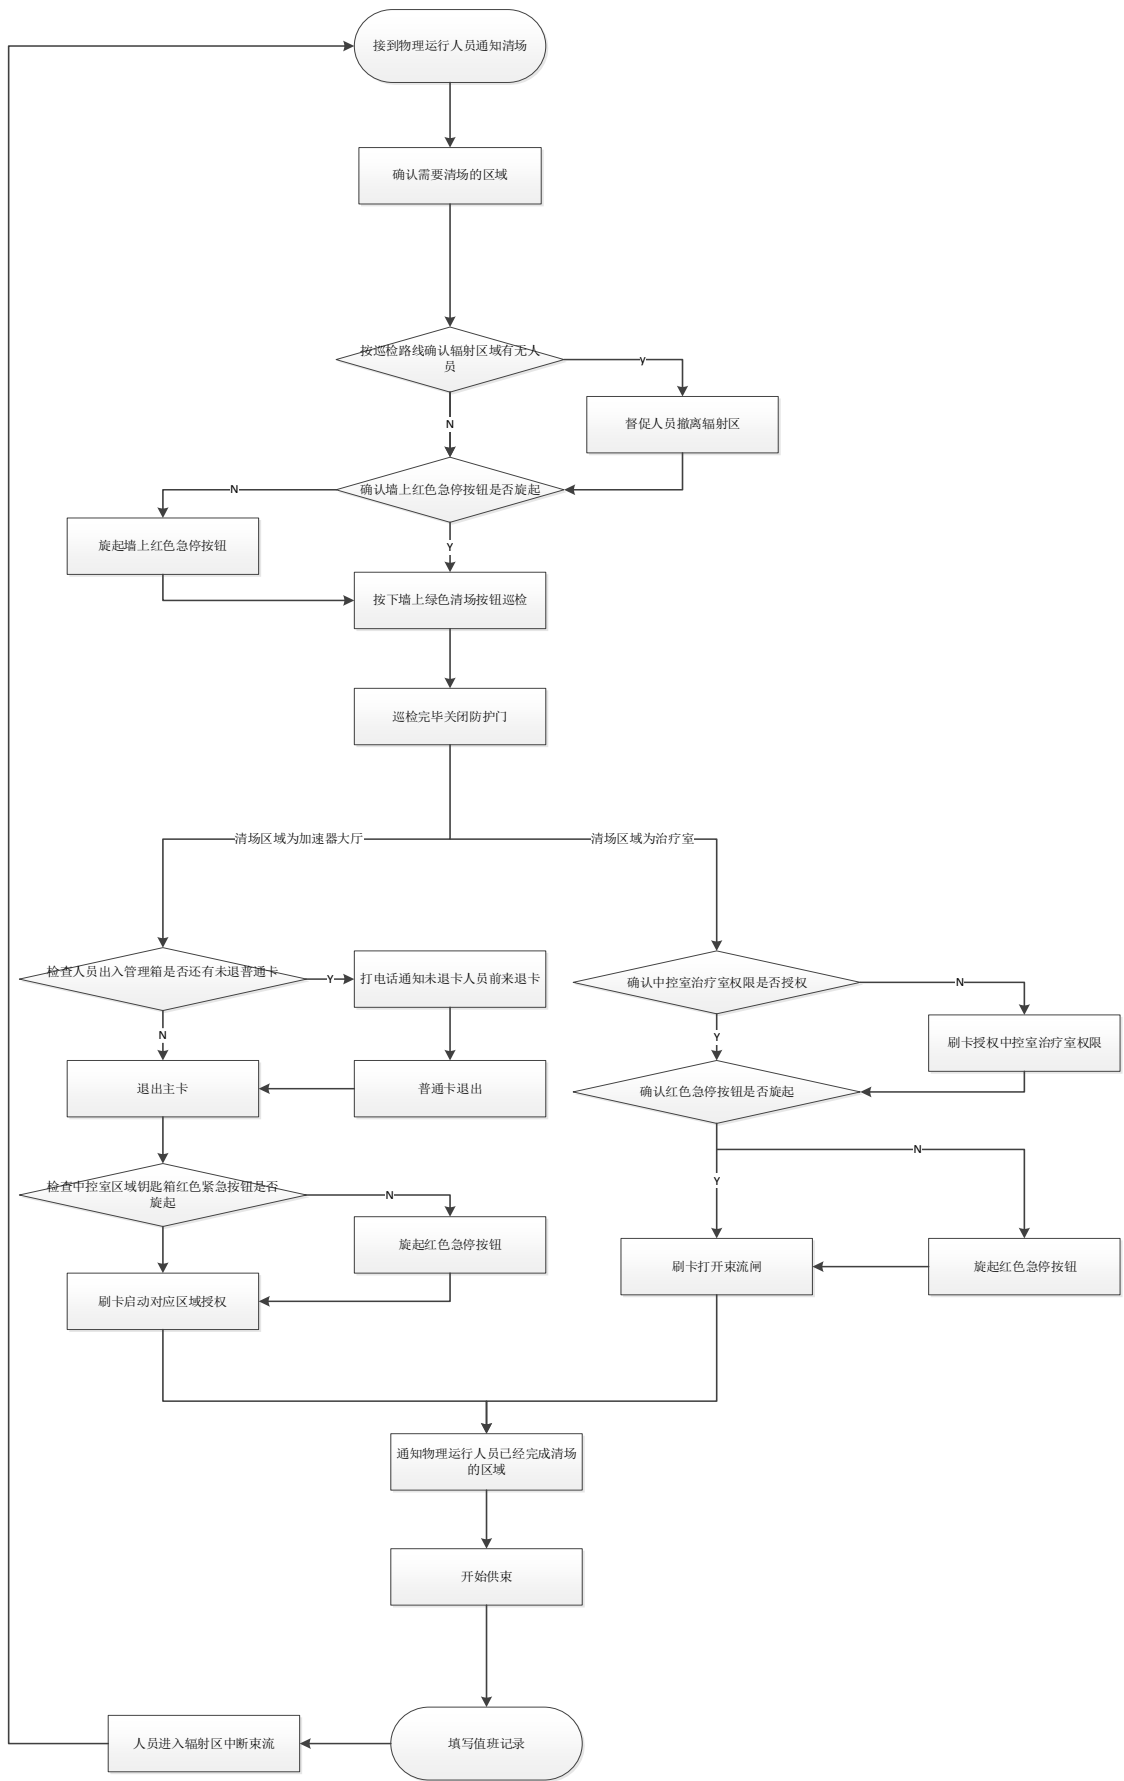 接到物理运行人员通知清场
确认需要清场的区域
按巡检路线确认辐射区域有无人
员
y
督促人员撤离辐射区
N
确认墙上红色急停按钮是否旋起
N
旋起墙上红色急停按钮
Y
按下墙上绿色清场按钮巡检
巡检完毕关闭防护门
清场区域为加速器大厅
清场区域为治疗室
检查人员出入管理箱是否还有未退普通卡
Y
打电话通知未退卡人员前来退卡
N
退出主卡
普通卡退出
检查中控室区域钥匙箱红色紧急按钮是否
旋起
N
旋起红色急停按钮
刷卡启动对应区域授权
确认中控室治疗室权限是否授权
N
刷卡授权中控室治疗室权限
Y
确认红色急停按钮是否旋起
N
Y
刷卡打开束流闸
旋起红色急停按钮
通知物理运行人员已经完成清场
的区域
开始供束
填写值班记录
人员进入辐射区中断束流